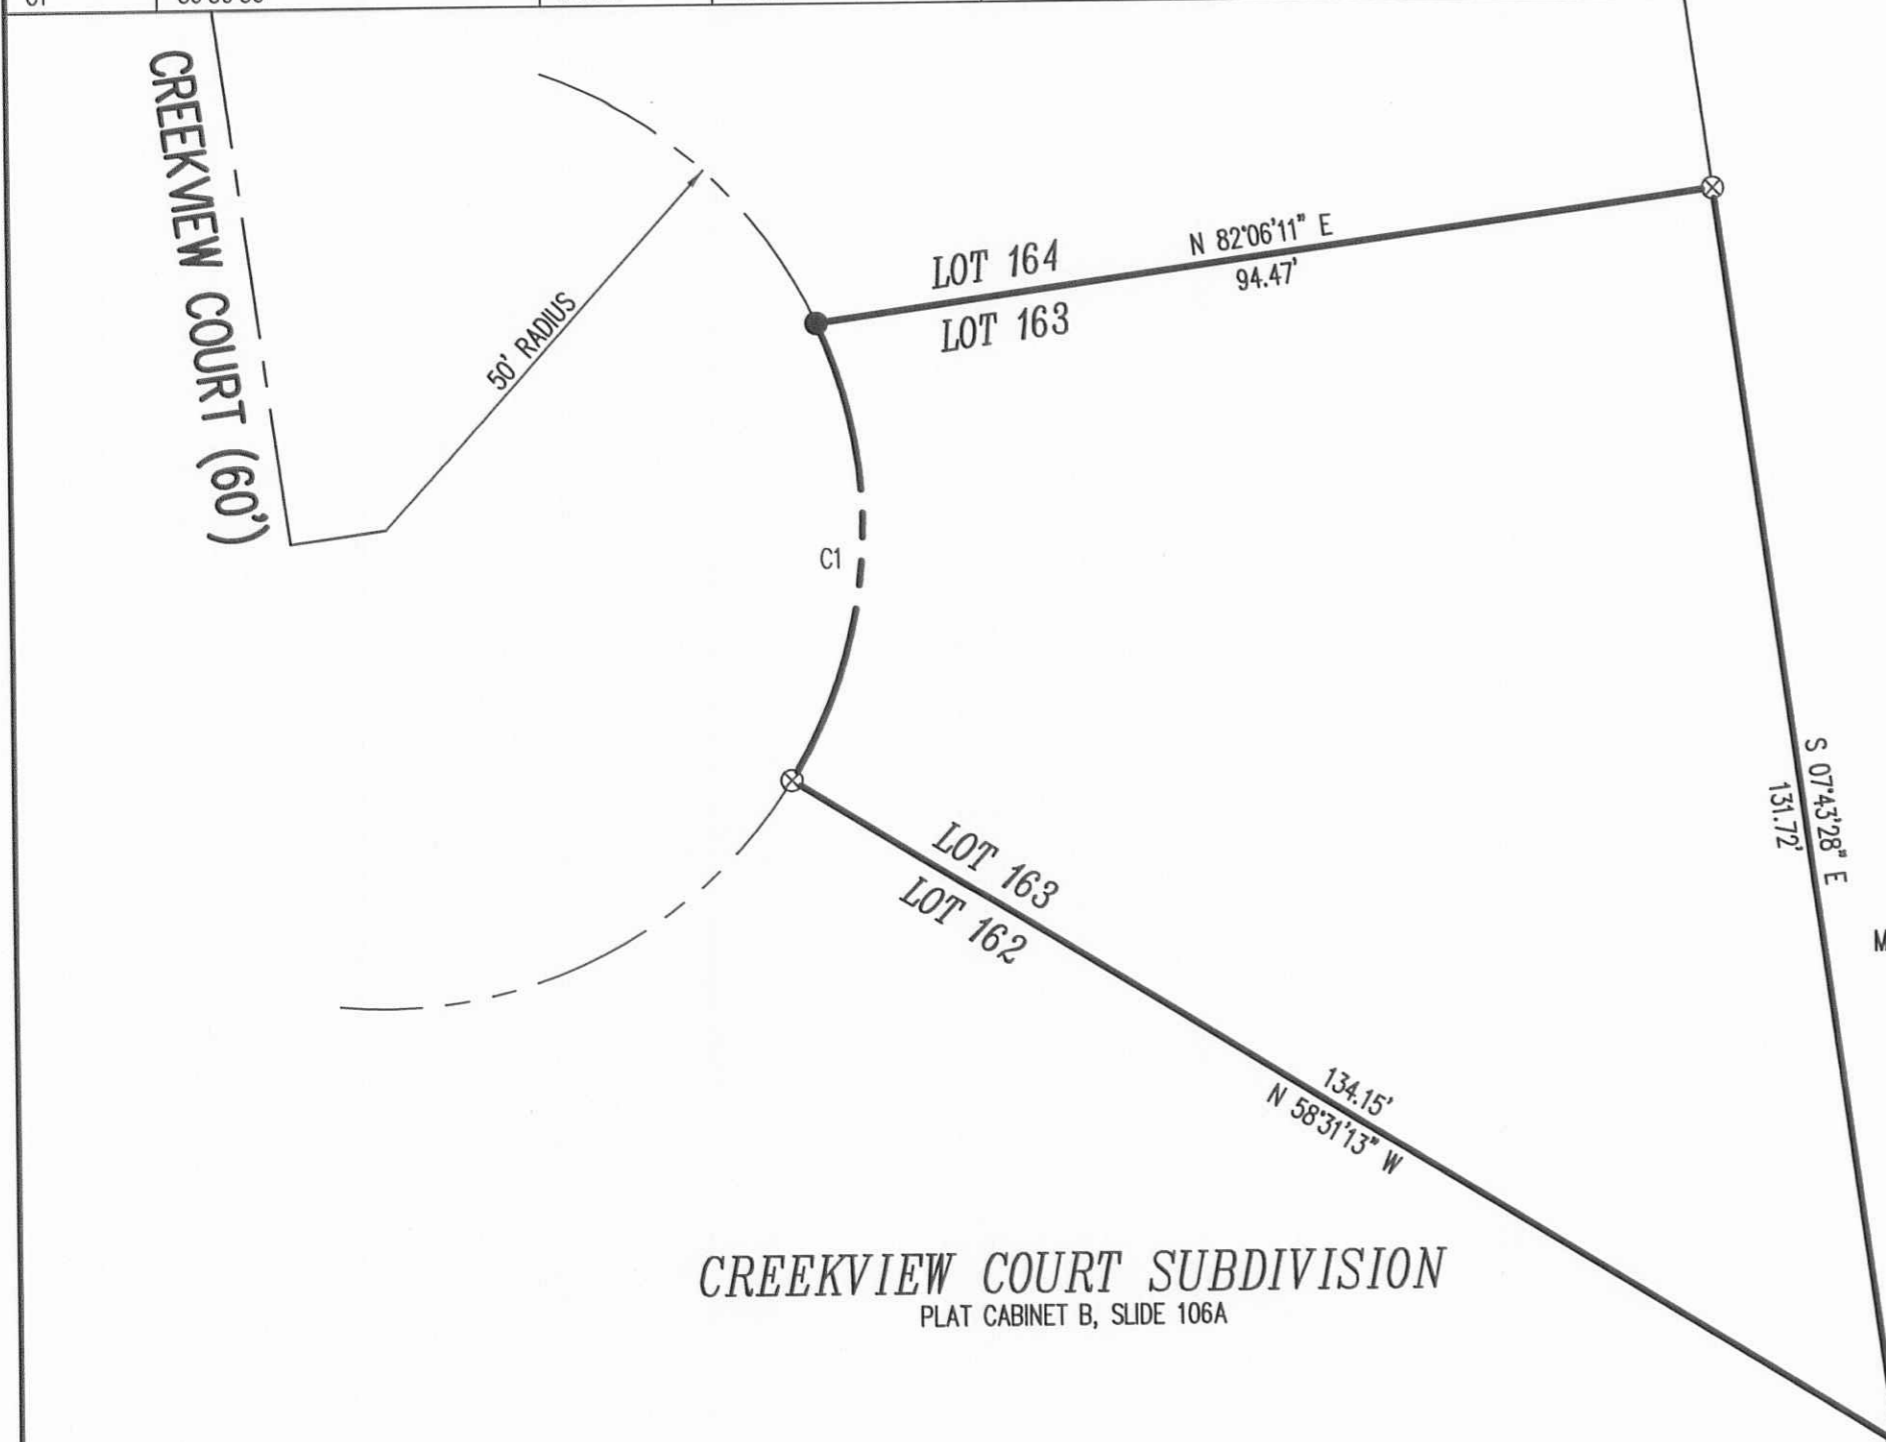 CREEKVIEW COURT (60')
50' RADIUS
LOT 164
N 82°06'11" E
94.47'
LOT 163
C1
S 07°43'28" E
131.72'
LOT 163
LOT 162
134.15'
N 58°31'13" W
CREEKVIEW COURT SUBDIVISION
PLAT CABINET B, SLIDE 106A